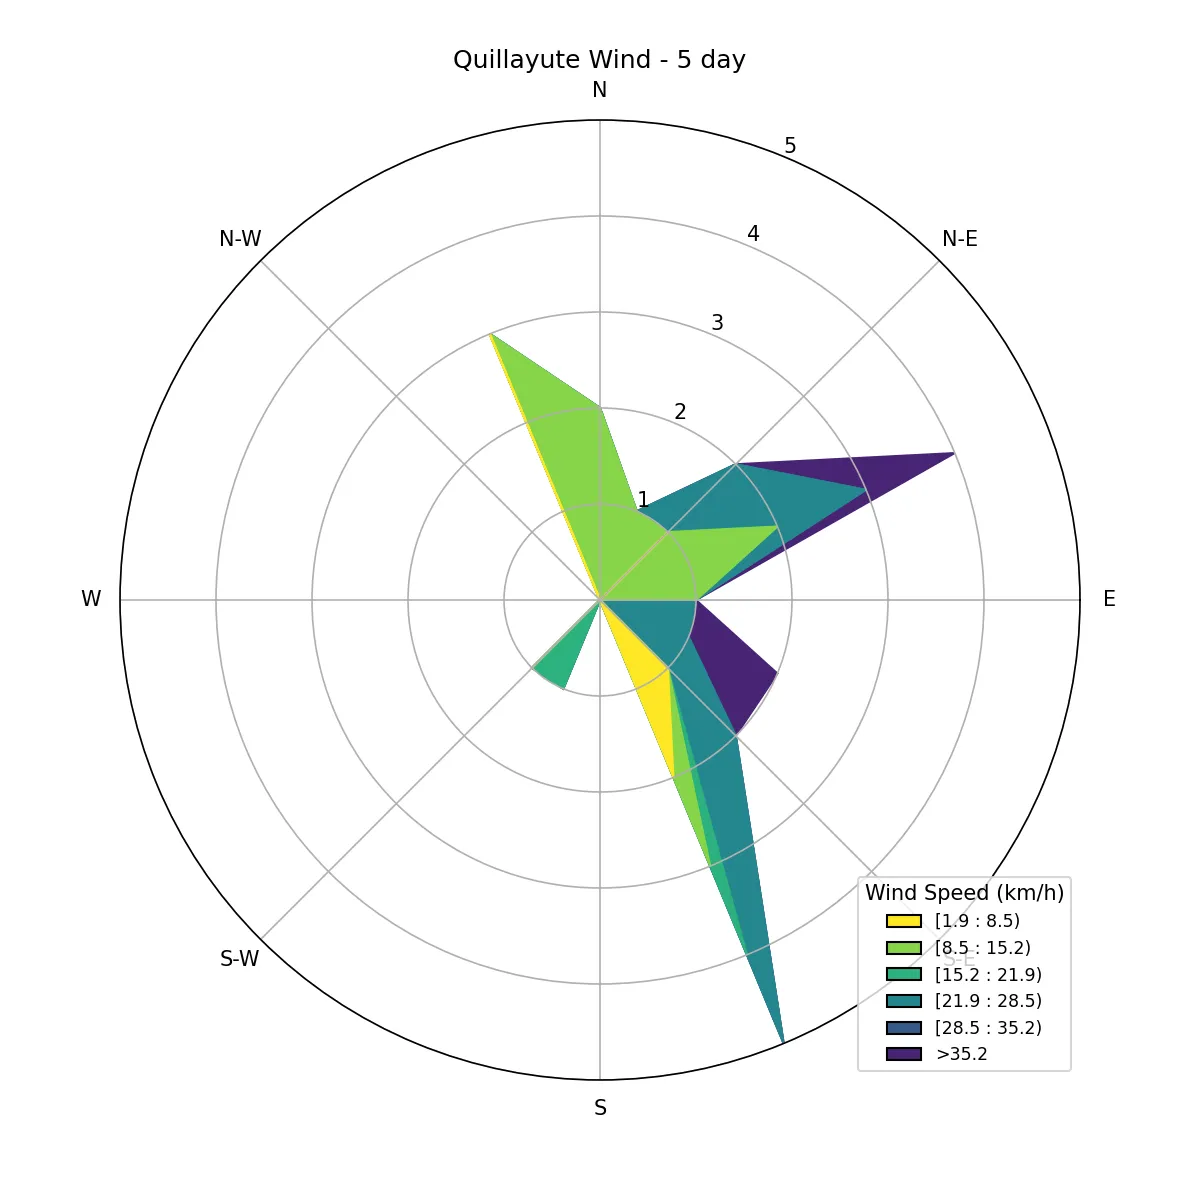 Quillayute Wind - 5 day
N
5
N-W
4
N-E
3
2
1
W
E
Wind Speed (km/h)
[1.9 : 8.5)
[8.5 : 15.2)
S-W
S-E
[15.2 : 21.9)
[21.9 : 28.5)
[28.5 : 35.2)
>35.2
S